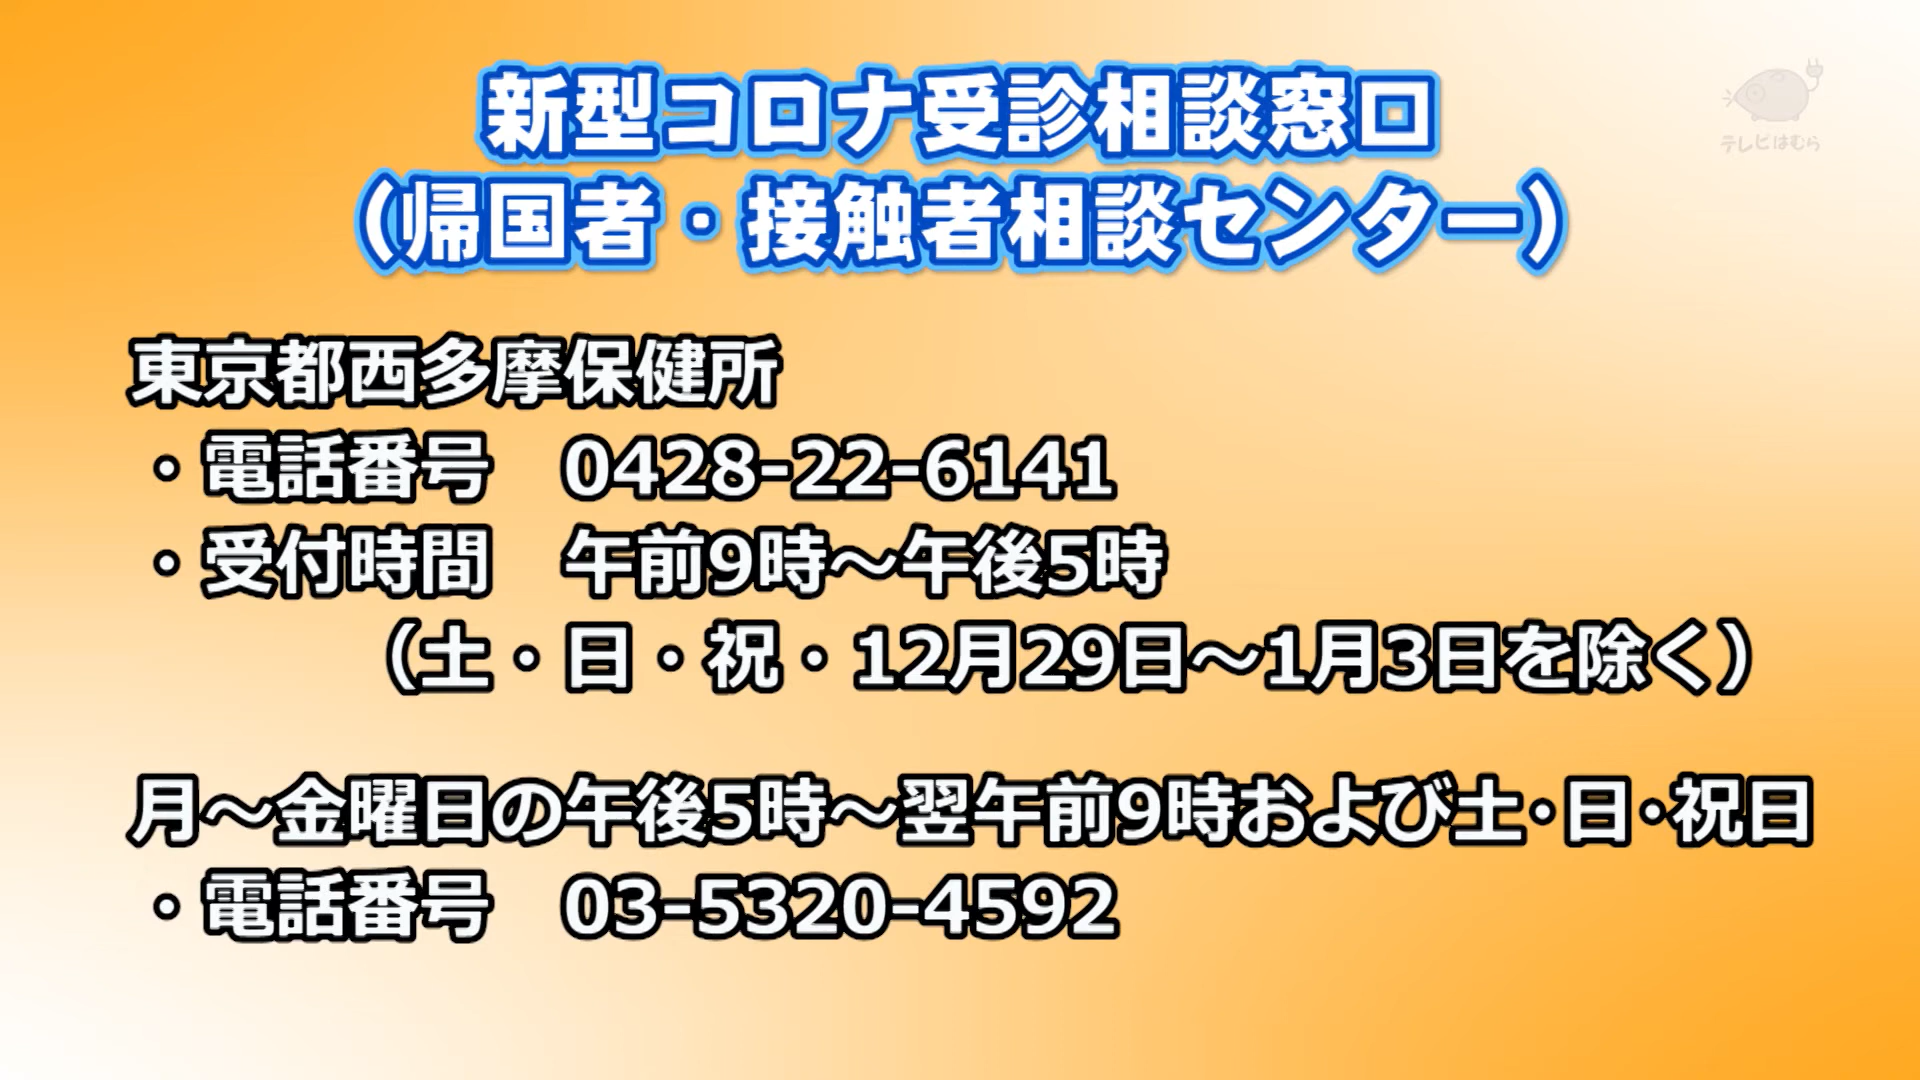 新型コロナ受診相談窓口
（帰国者・接触者相談センター）
テレビはむら
東京都西多摩保健所
・電話番号　0428-22-6141
・受付時間　午前9時～午後5時
（土・日・祝・12月29日～1月3日を除く）
月～金曜日の午後5時～翌午前9時および土･日･祝日
・電話番号　03-5320-4592